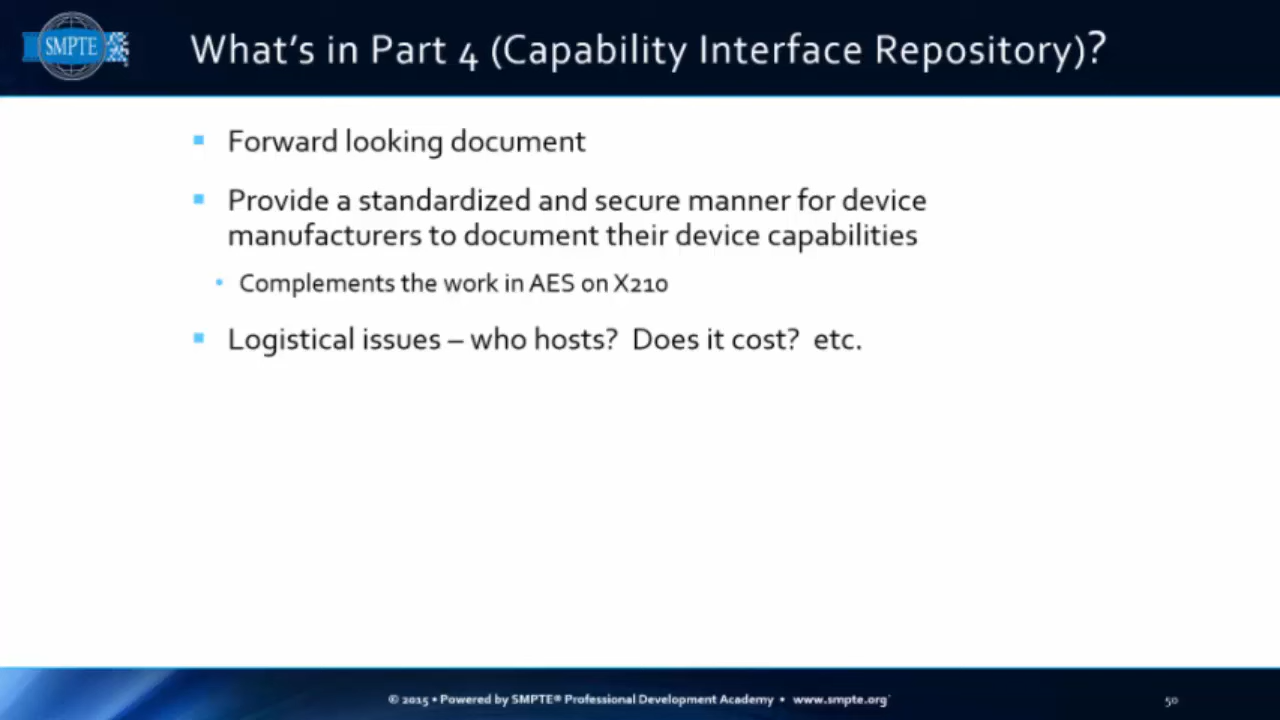 SMPTE
What's in Part 4 (Capability Interface Repository)?
Forward looking document
Provide a standardized and secure manner for device
manufacturers to document their device capabilities
Complements the work in AES on X210
Logistical issues – who hosts?  Does it cost?  etc.
© 2015 • Powered by SMPTE® Professional Development Academy • www.smpte.org
50